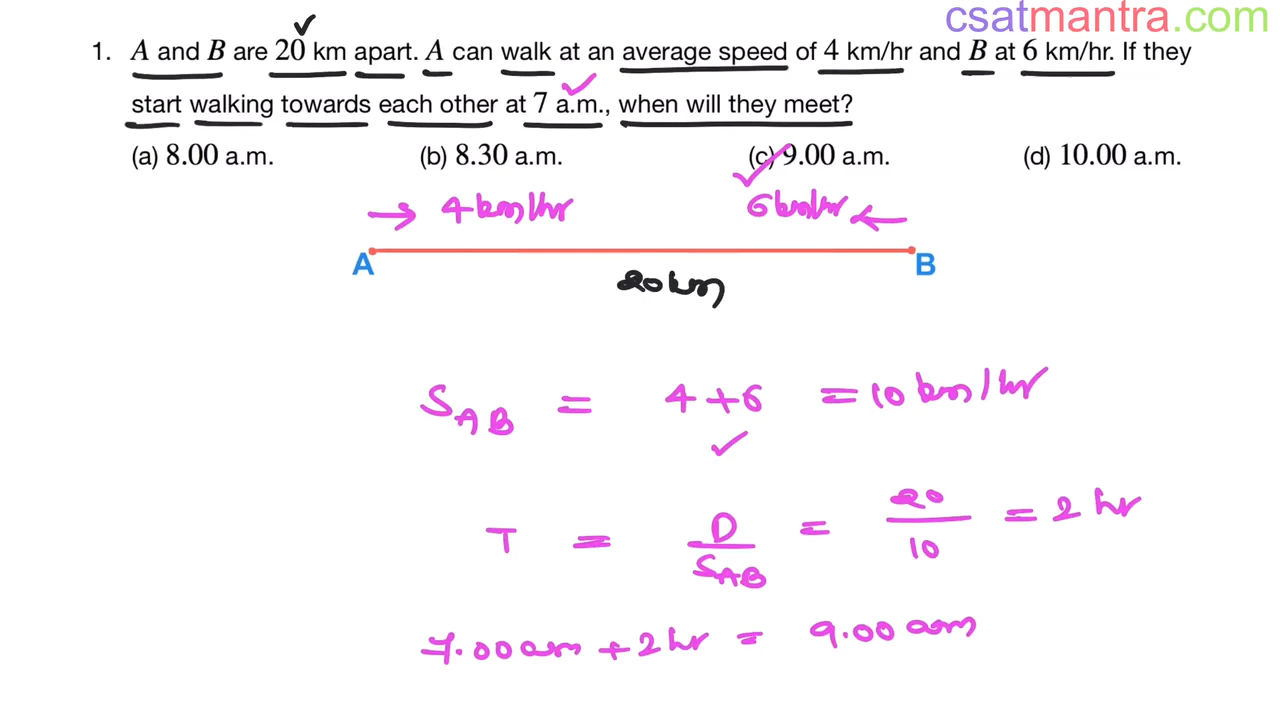 csatmantra.com
1. A and B are 20 km apart. A can walk at an average speed of 4 km/hr and B at 6 km/hr. If they
start walking towards each other at 7 a.m., when will they meet?
(a) 8.00 a.m. (b) 8.30 a.m. (c) 9.00 a.m. (d) 10.00 a.m.
4 km/hr 6 km/hr
A B
20 km
S_AB = 4 + 6 = 10 km/hr
T = D/S_AB = 20/10 = 2 hr
7.00 am + 2 hr = 9.00 am